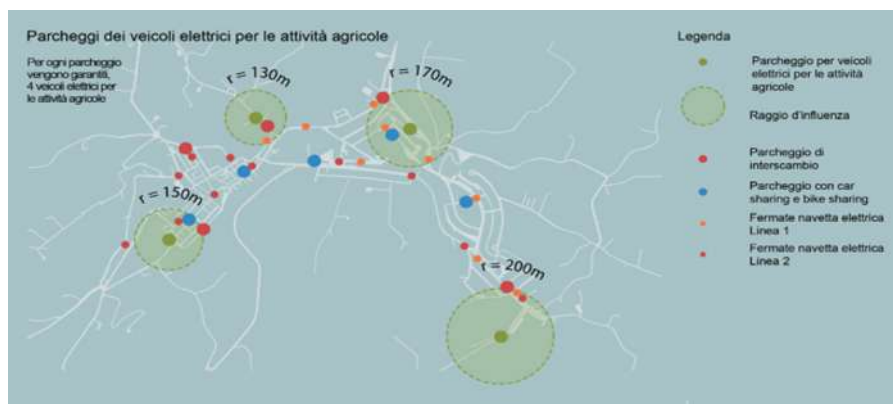 Parcheggi dei veicoli elettrici per le attività agricole
Per ogni parcheggio
vengono garantiti,
4 veicoli elettrici per
le attività agricole
r = 130m
r = 170m
r = 150m
r = 200m
Legenda
Parcheggio per veicoli
elettrici per le attività
agricole
Raggio d'influenza
Parcheggio di
interscambio
Parcheggio con car
sharing e bike sharing
Fermate navetta elettrica
Linea 1
Fermate navetta elettrica
Linea 2